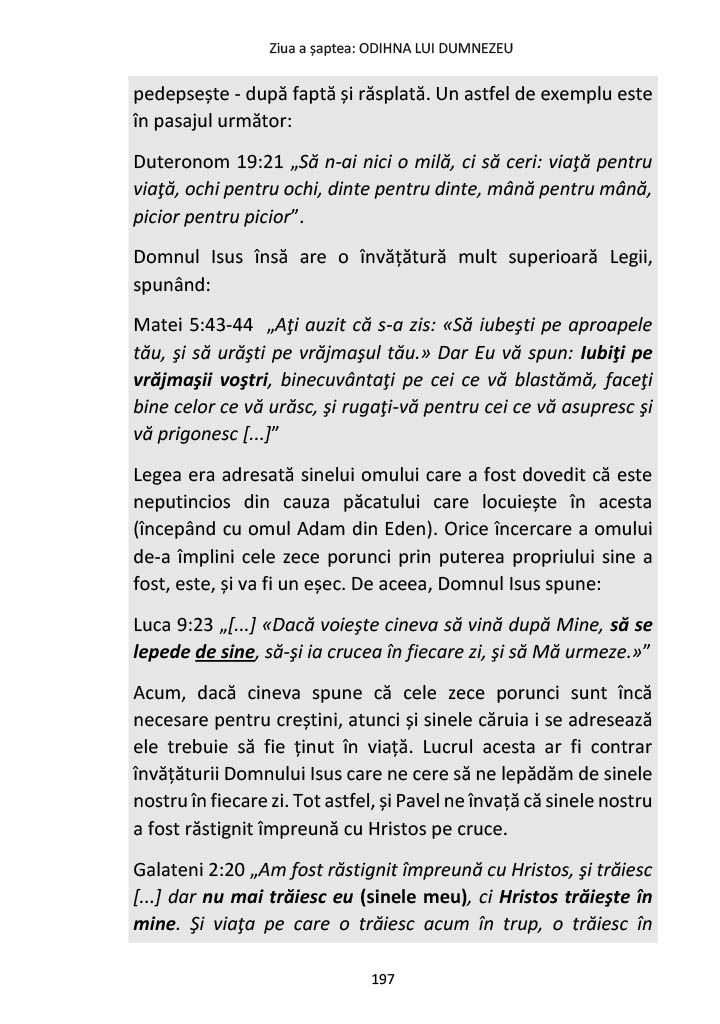 Ziua a șaptea: ODIHNA LUI DUMNEZEU
pedepsește - după faptă și răsplată. Un astfel de exemplu este
în pasajul următor:
Duteronom 19:21 „Să n-ai nici o milă, ci să ceri: viaţă pentru
viaţă, ochi pentru ochi, dinte pentru dinte, mână pentru mână,
picior pentru picior”.
Domnul Isus însă are o învățătură mult superioară Legii,
spunând:
Matei 5:43-44 „Aţi auzit că s-a zis: «Să iubeşti pe aproapele
tău, şi să urăşti pe vrăjmaşul tău.» Dar Eu vă spun: Iubiţi pe
vrăjmaşii voştri, binecuvântaţi pe cei ce vă blastămă, faceţi
bine celor ce vă urăsc, şi rugaţi-vă pentru cei ce vă asupresc şi
vă prigonesc [...]”
Legea era adresată sinelui omului care a fost dovedit că este
neputincios din cauza păcatului care locuiește în acesta
(începând cu omul Adam din Eden). Orice încercare a omului
de-a împlini cele zece porunci prin puterea propriului sine a
fost, este, și va fi un eșec. De aceea, Domnul Isus spune:
Luca 9:23 „[...] «Dacă voieşte cineva să vină după Mine, să se
lepede de sine, să-şi ia crucea în fiecare zi, şi să Mă urmeze.»”
Acum, dacă cineva spune că cele zece porunci sunt încă
necesare pentru creștini, atunci și sinele căruia i se adresează
ele trebuie să fie ținut în viață. Lucrul acesta ar fi contrar
învățăturii Domnului Isus care ne cere să ne lepădăm de sinele
nostru în fiecare zi. Tot astfel, și Pavel ne învață că sinele nostru
a fost răstignit împreună cu Hristos pe cruce.
Galateni 2:20 „Am fost răstignit împreună cu Hristos, şi trăiesc
[...] dar nu mai trăiesc eu (sinele meu), ci Hristos trăieşte în
mine. Şi viaţa pe care o trăiesc acum în trup, o trăiesc în
197